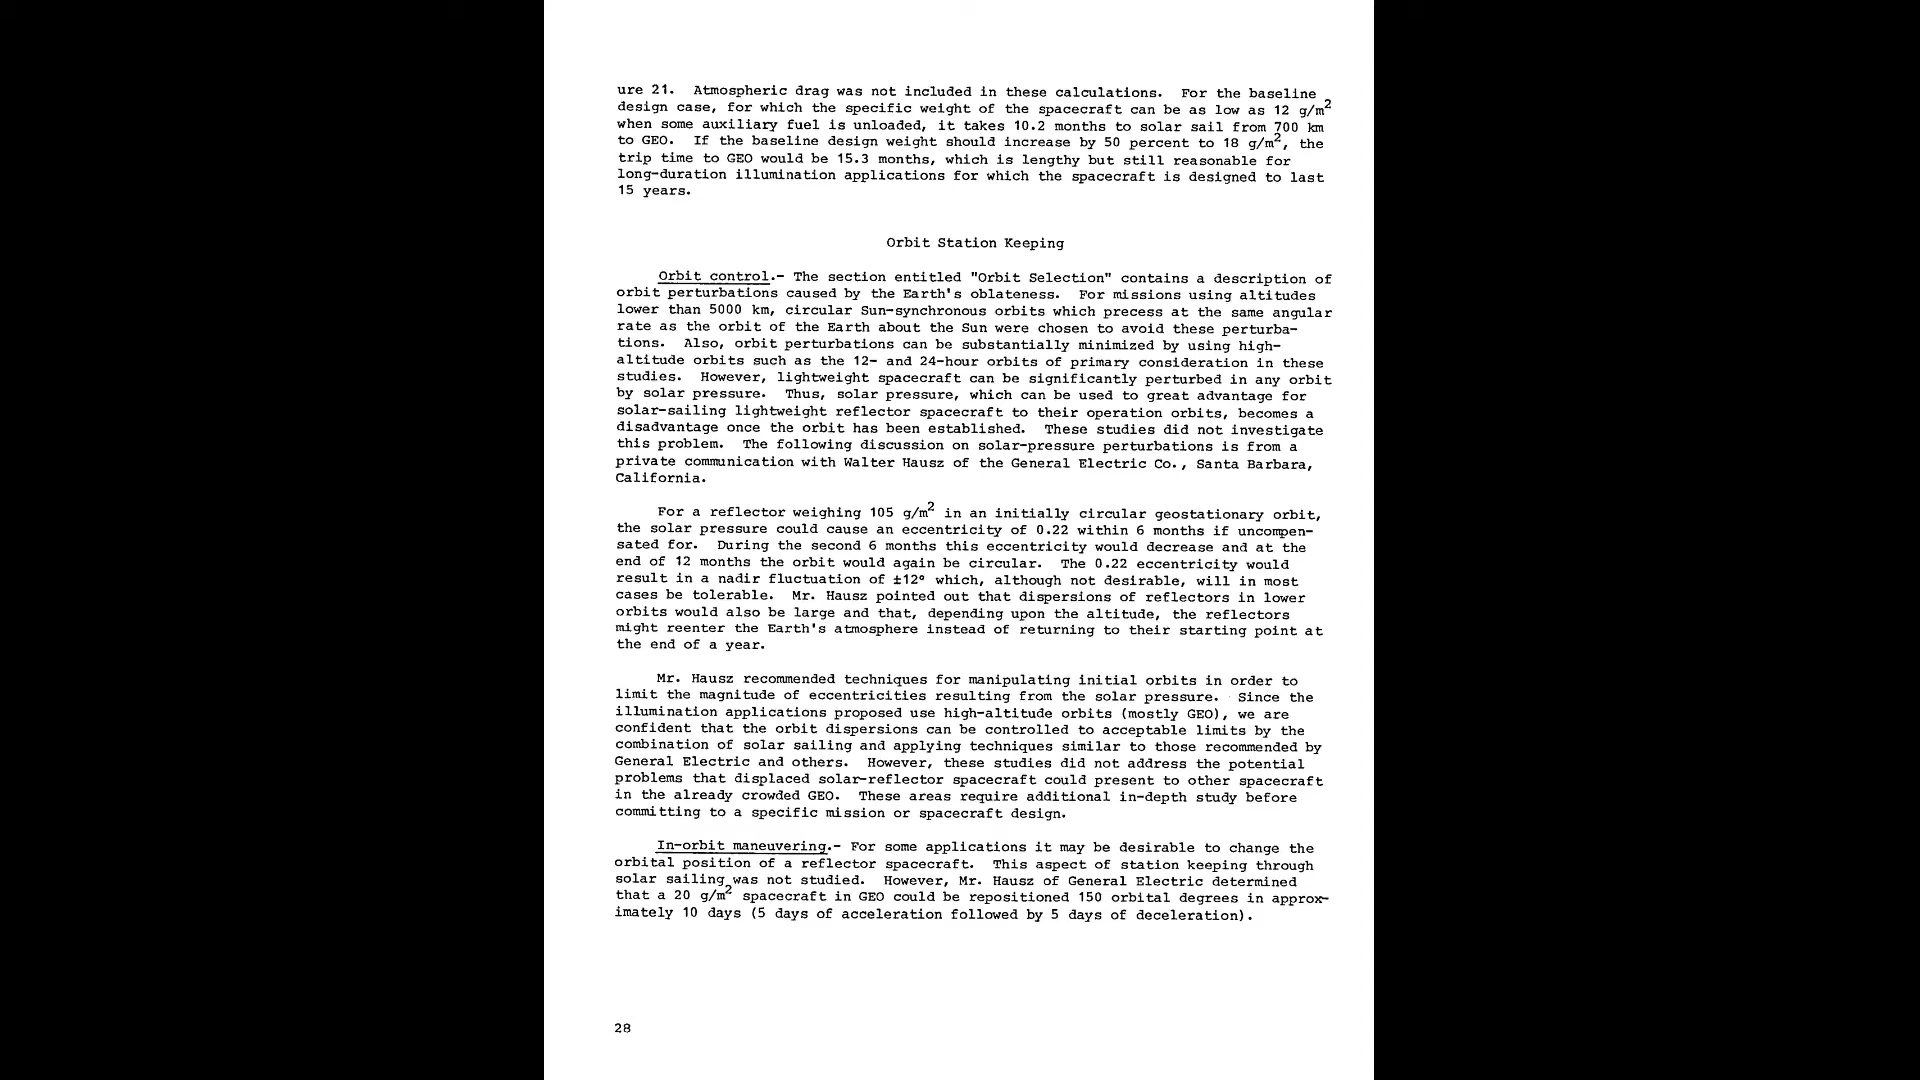 ure 21. Atmospheric drag was not included in these calculations. For the baseline
design case, for which the specific weight of the spacecraft can be as low as 12 g/m2
when some auxiliary fuel is unloaded, it takes 10.2 months to solar sail from 700 km
to GEO. If the baseline design weight should increase by 50 percent to 18 g/m2, the
trip time to GEO would be 15.3 months, which is lengthy but still reasonable for
long-duration illumination applications for which the spacecraft is designed to last
15 years.
Orbit Station Keeping
Orbit control.- The section entitled "Orbit Selection" contains a description of
orbit perturbations caused by the Earth's oblateness. For missions using altitudes
lower than 5000 km, circular Sun-synchronous orbits which precess at the same angular
rate as the orbit of the Earth about the Sun were chosen to avoid these perturba-
tions. Also, orbit perturbations can be substantially minimized by using high-
altitude orbits such as the 12- and 24-hour orbits of primary consideration in these
studies. However, lightweight spacecraft can be significantly perturbed in any orbit
by solar pressure. Thus, solar pressure, which can be used to great advantage for
solar-sailing lightweight reflector spacecraft to their operation orbits, becomes a
disadvantage once the orbit has been established. These studies did not investigate
this problem. The following discussion on solar-pressure perturbations is from a
private communication with Walter Hausz of the General Electric Co., Santa Barbara,
California.
For a reflector weighing 105 g/m2 in an initially circular geostationary orbit,
the solar pressure could cause an eccentricity of 0.22 within 6 months if uncompen-
sated for. During the second 6 months this eccentricity would decrease and at the
end of 12 months the orbit would again be circular. The 0.22 eccentricity would
result in a nadir fluctuation of ±12° which, although not desirable, will in most
cases be tolerable. Mr. Hausz pointed out that dispersions of reflectors in lower
orbits would also be large and that, depending upon the altitude, the reflectors
might reenter the Earth's atmosphere instead of returning to their starting point at
the end of a year.
Mr. Hausz recommended techniques for manipulating initial orbits in order to
limit the magnitude of eccentricities resulting from the solar pressure. Since the
illumination applications proposed use high-altitude orbits (mostly GEO), we are
confident that the orbit dispersions can be controlled to acceptable limits by the
combination of solar sailing and applying techniques similar to those recommended by
General Electric and others. However, these studies did not address the potential
problems that displaced solar-reflector spacecraft could present to other spacecraft
in the already crowded GEO. These areas require additional in-depth study before
committing to a specific mission or spacecraft design.
In-orbit maneuvering.- For some applications it may be desirable to change the
orbital position of a reflector spacecraft. This aspect of station keeping through
solar sailing was not studied. However, Mr. Hausz of General Electric determined
that a 20 g/m2 spacecraft in GEO could be repositioned 150 orbital degrees in approx-
imately 10 days (5 days of acceleration followed by 5 days of deceleration).
28